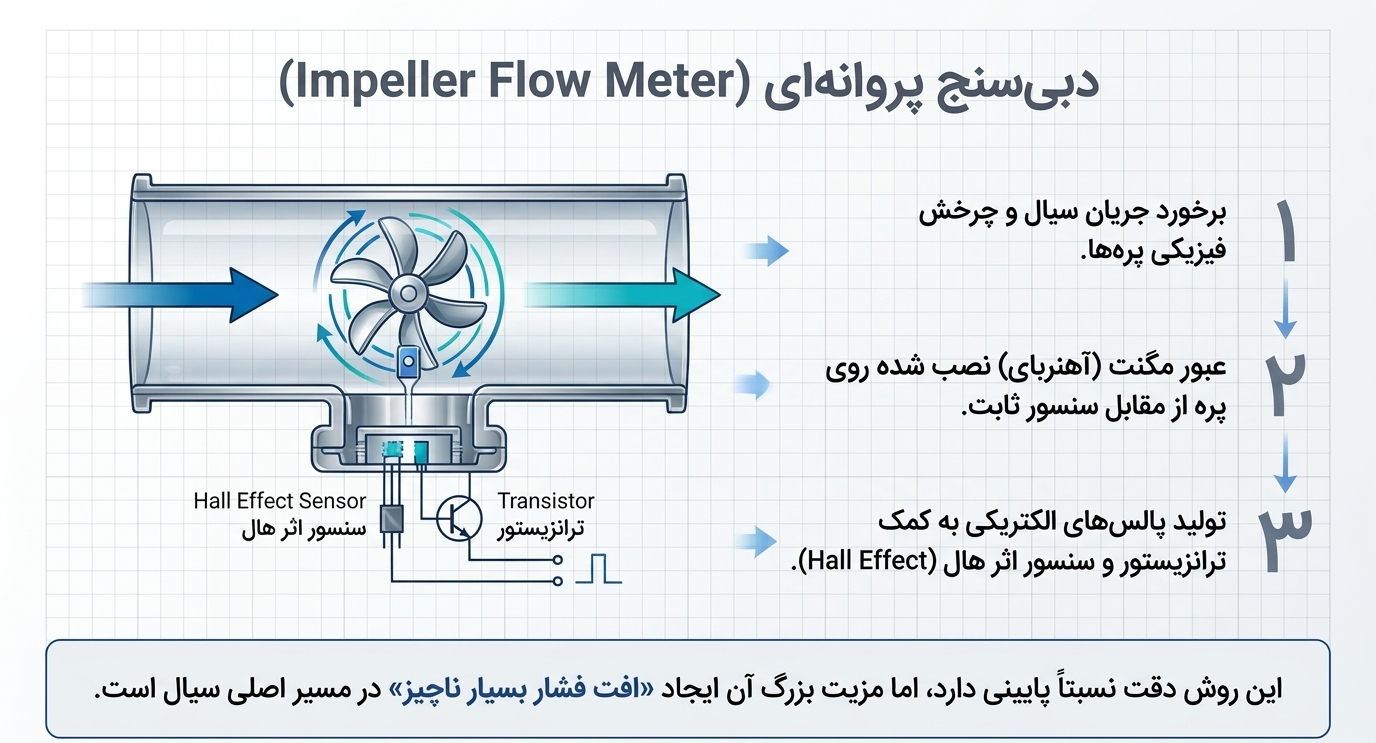 دبی‌سنج پروانه‌ای (Impeller Flow Meter)
۱
برخورد جریان سیال و چرخش
فیزیکی پره‌ها.
۲
عبور مگنت (آهنربای) نصب شده روی
پره از مقابل سنسور ثابت.
۳
تولید پالس‌های الکتریکی به کمک
ترانزیستور و سنسور اثر هال (Hall Effect).
Hall Effect Sensor
سنسور اثر هال
Transistor
ترانزیستور
این روش دقت نسبتاً پایینی دارد، اما مزیت بزرگ آن ایجاد «افت فشار بسیار ناچیز» در مسیر اصلی سیال است.